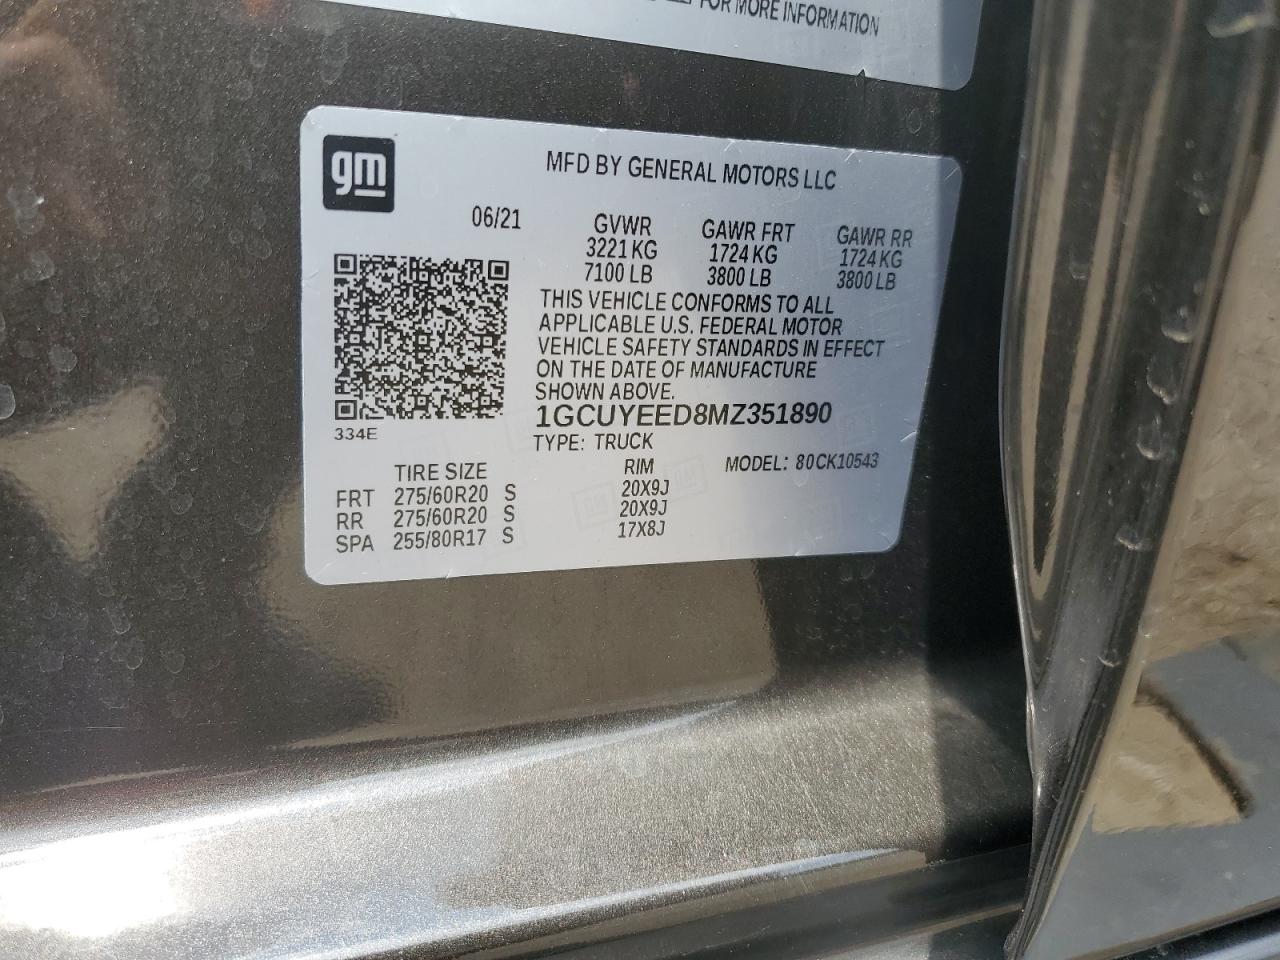 FOR MORE INFORMATION
gm
MFD BY GENERAL MOTORS LLC
06/21 GVWR GAWR FRT GAWR RR
3221 KG 1724 KG 1724 KG
7100 LB 3800 LB 3800 LB
THIS VEHICLE CONFORMS TO ALL
APPLICABLE U.S. FEDERAL MOTOR
VEHICLE SAFETY STANDARDS IN EFFECT
ON THE DATE OF MANUFACTURE
SHOWN ABOVE.
1GCUYEED8MZ351890
334E
TYPE: TRUCK
TIRE SIZE RIM MODEL: 80CK10543
FRT 275/60R20 S 20X9J
RR 275/60R20 S 20X9J
SPA 255/80R17 S 17X8J